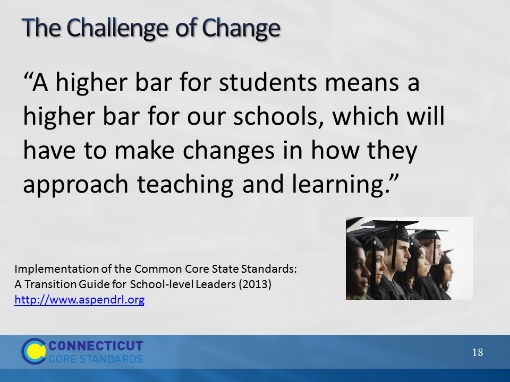 The Challenge of Change
“A higher bar for students means a
higher bar for our schools, which will
have to make changes in how they
approach teaching and learning.”
Implementation of the Common Core State Standards:
A Transition Guide for School-level Leaders (2013)
http://www.aspendrl.org
CONNECTICUT
CORE STANDARDS
18